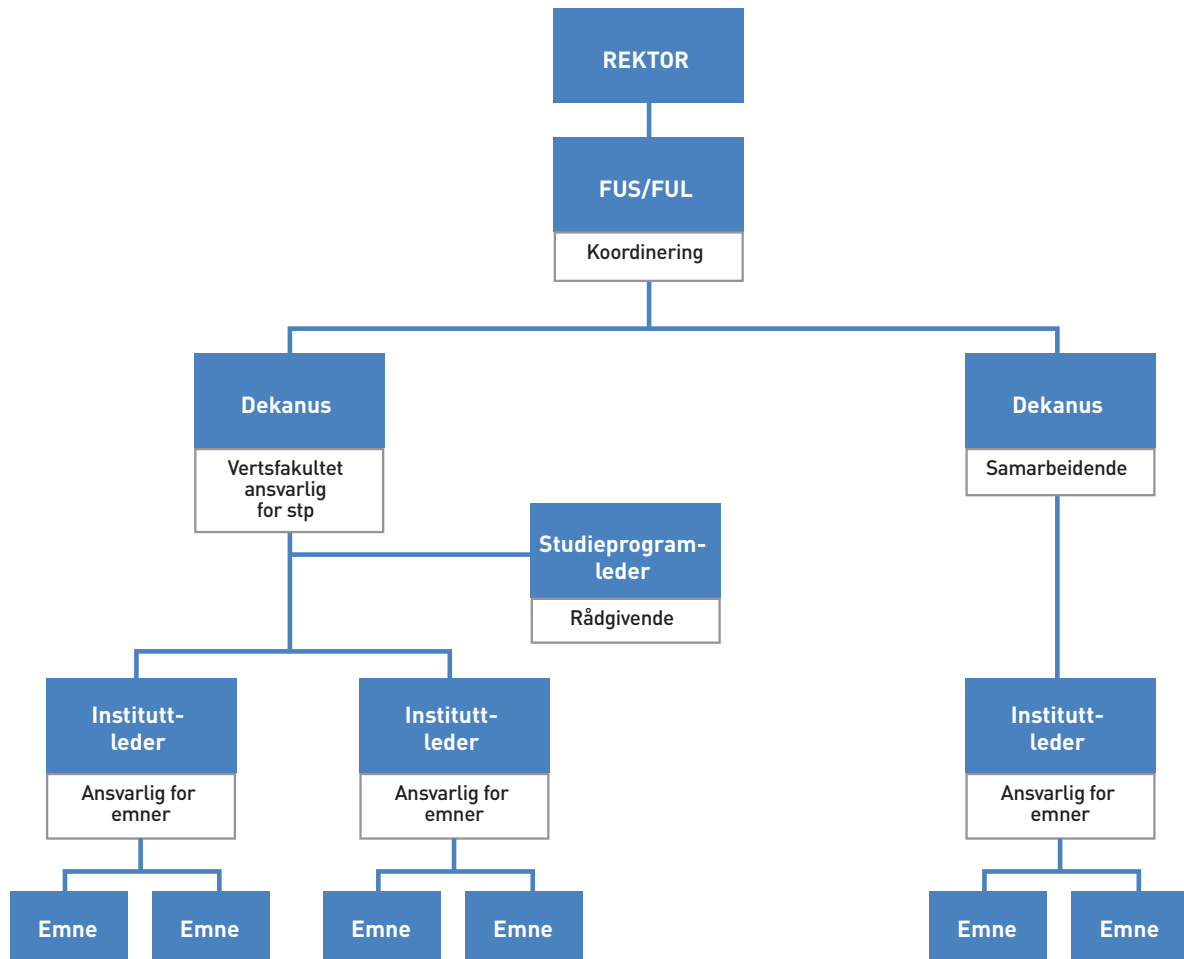 REKTOR
FUS/FUL
Koordinering
Dekanus
Vertsfakultet
ansvarlig
for stp
Dekanus
Samarbeidende
Studieprogram-
leder
Rådgivende
Institutt-
leder
Ansvarlig for
emner
Institutt-
leder
Ansvarlig for
emner
Institutt-
leder
Ansvarlig for
emner
Emne
Emne
Emne
Emne
Emne
Emne